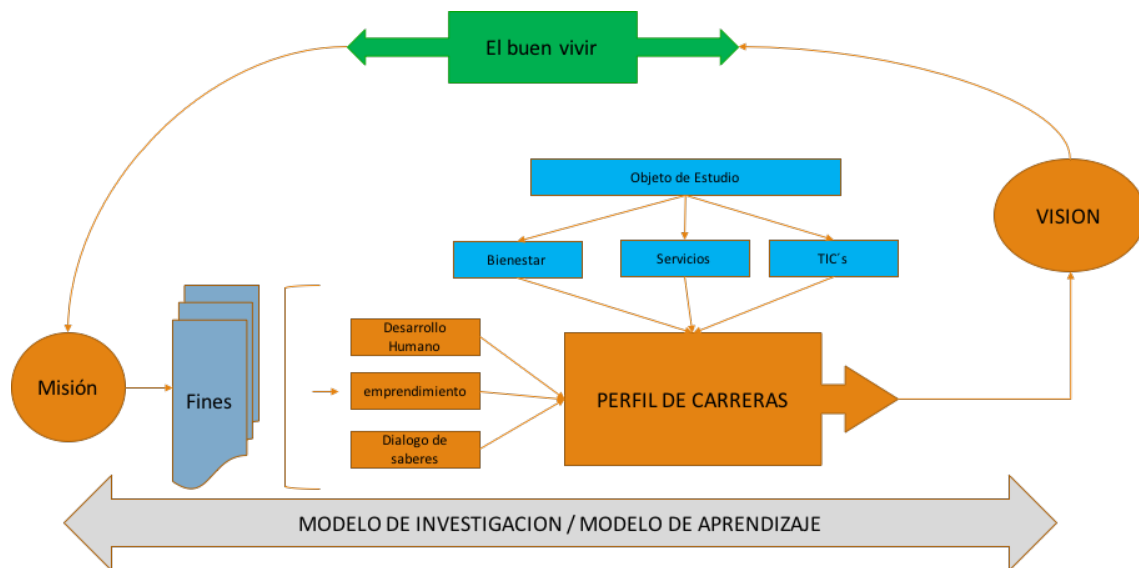 El buen vivir
Objeto de Estudio
VISION
Bienestar
Servicios
TIC´s
Desarrollo
Humano
Misión
Fines
emprendimiento
PERFIL DE CARRERAS
Dialogo de
saberes
MODELO DE INVESTIGACION / MODELO DE APRENDIZAJE